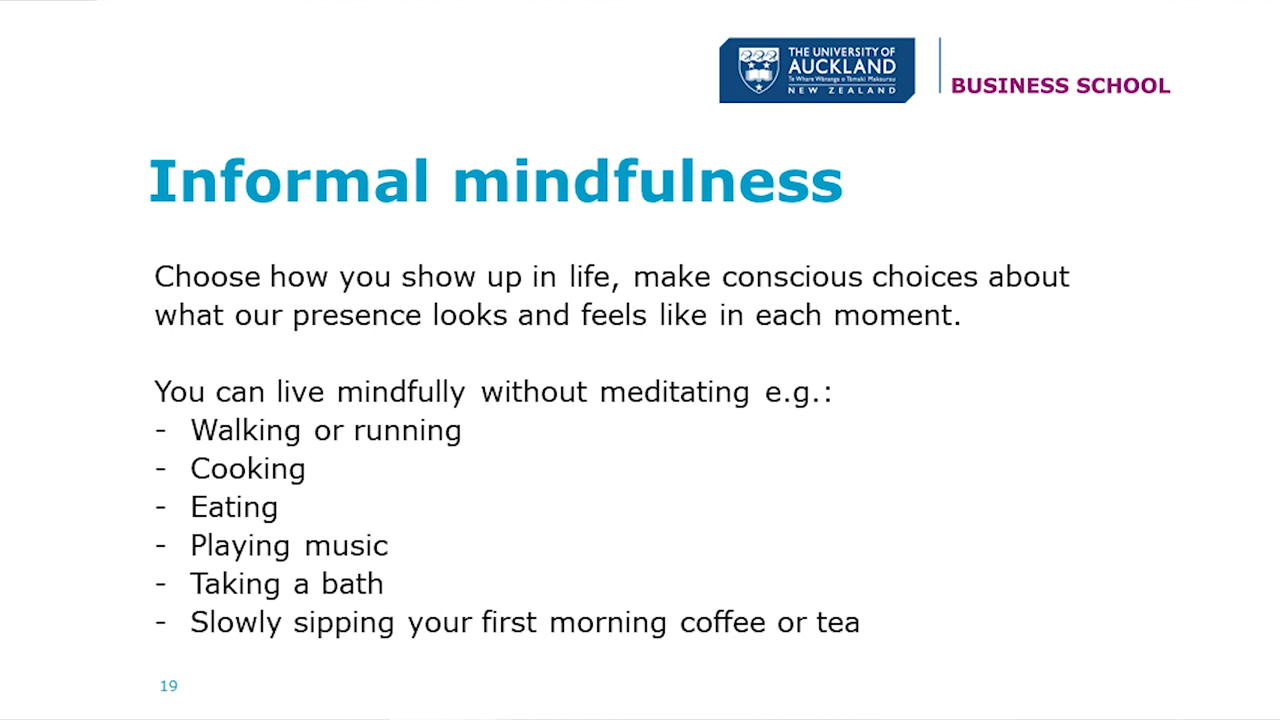 THE UNIVERSITY OF
AUCKLAND
Te Whare Wānanga o Tāmaki Makaurau
NEW ZEALAND
BUSINESS SCHOOL
Informal mindfulness
Choose how you show up in life, make conscious choices about
what our presence looks and feels like in each moment.
You can live mindfully without meditating e.g.:
- Walking or running
- Cooking
- Eating
- Playing music
- Taking a bath
- Slowly sipping your first morning coffee or tea
19